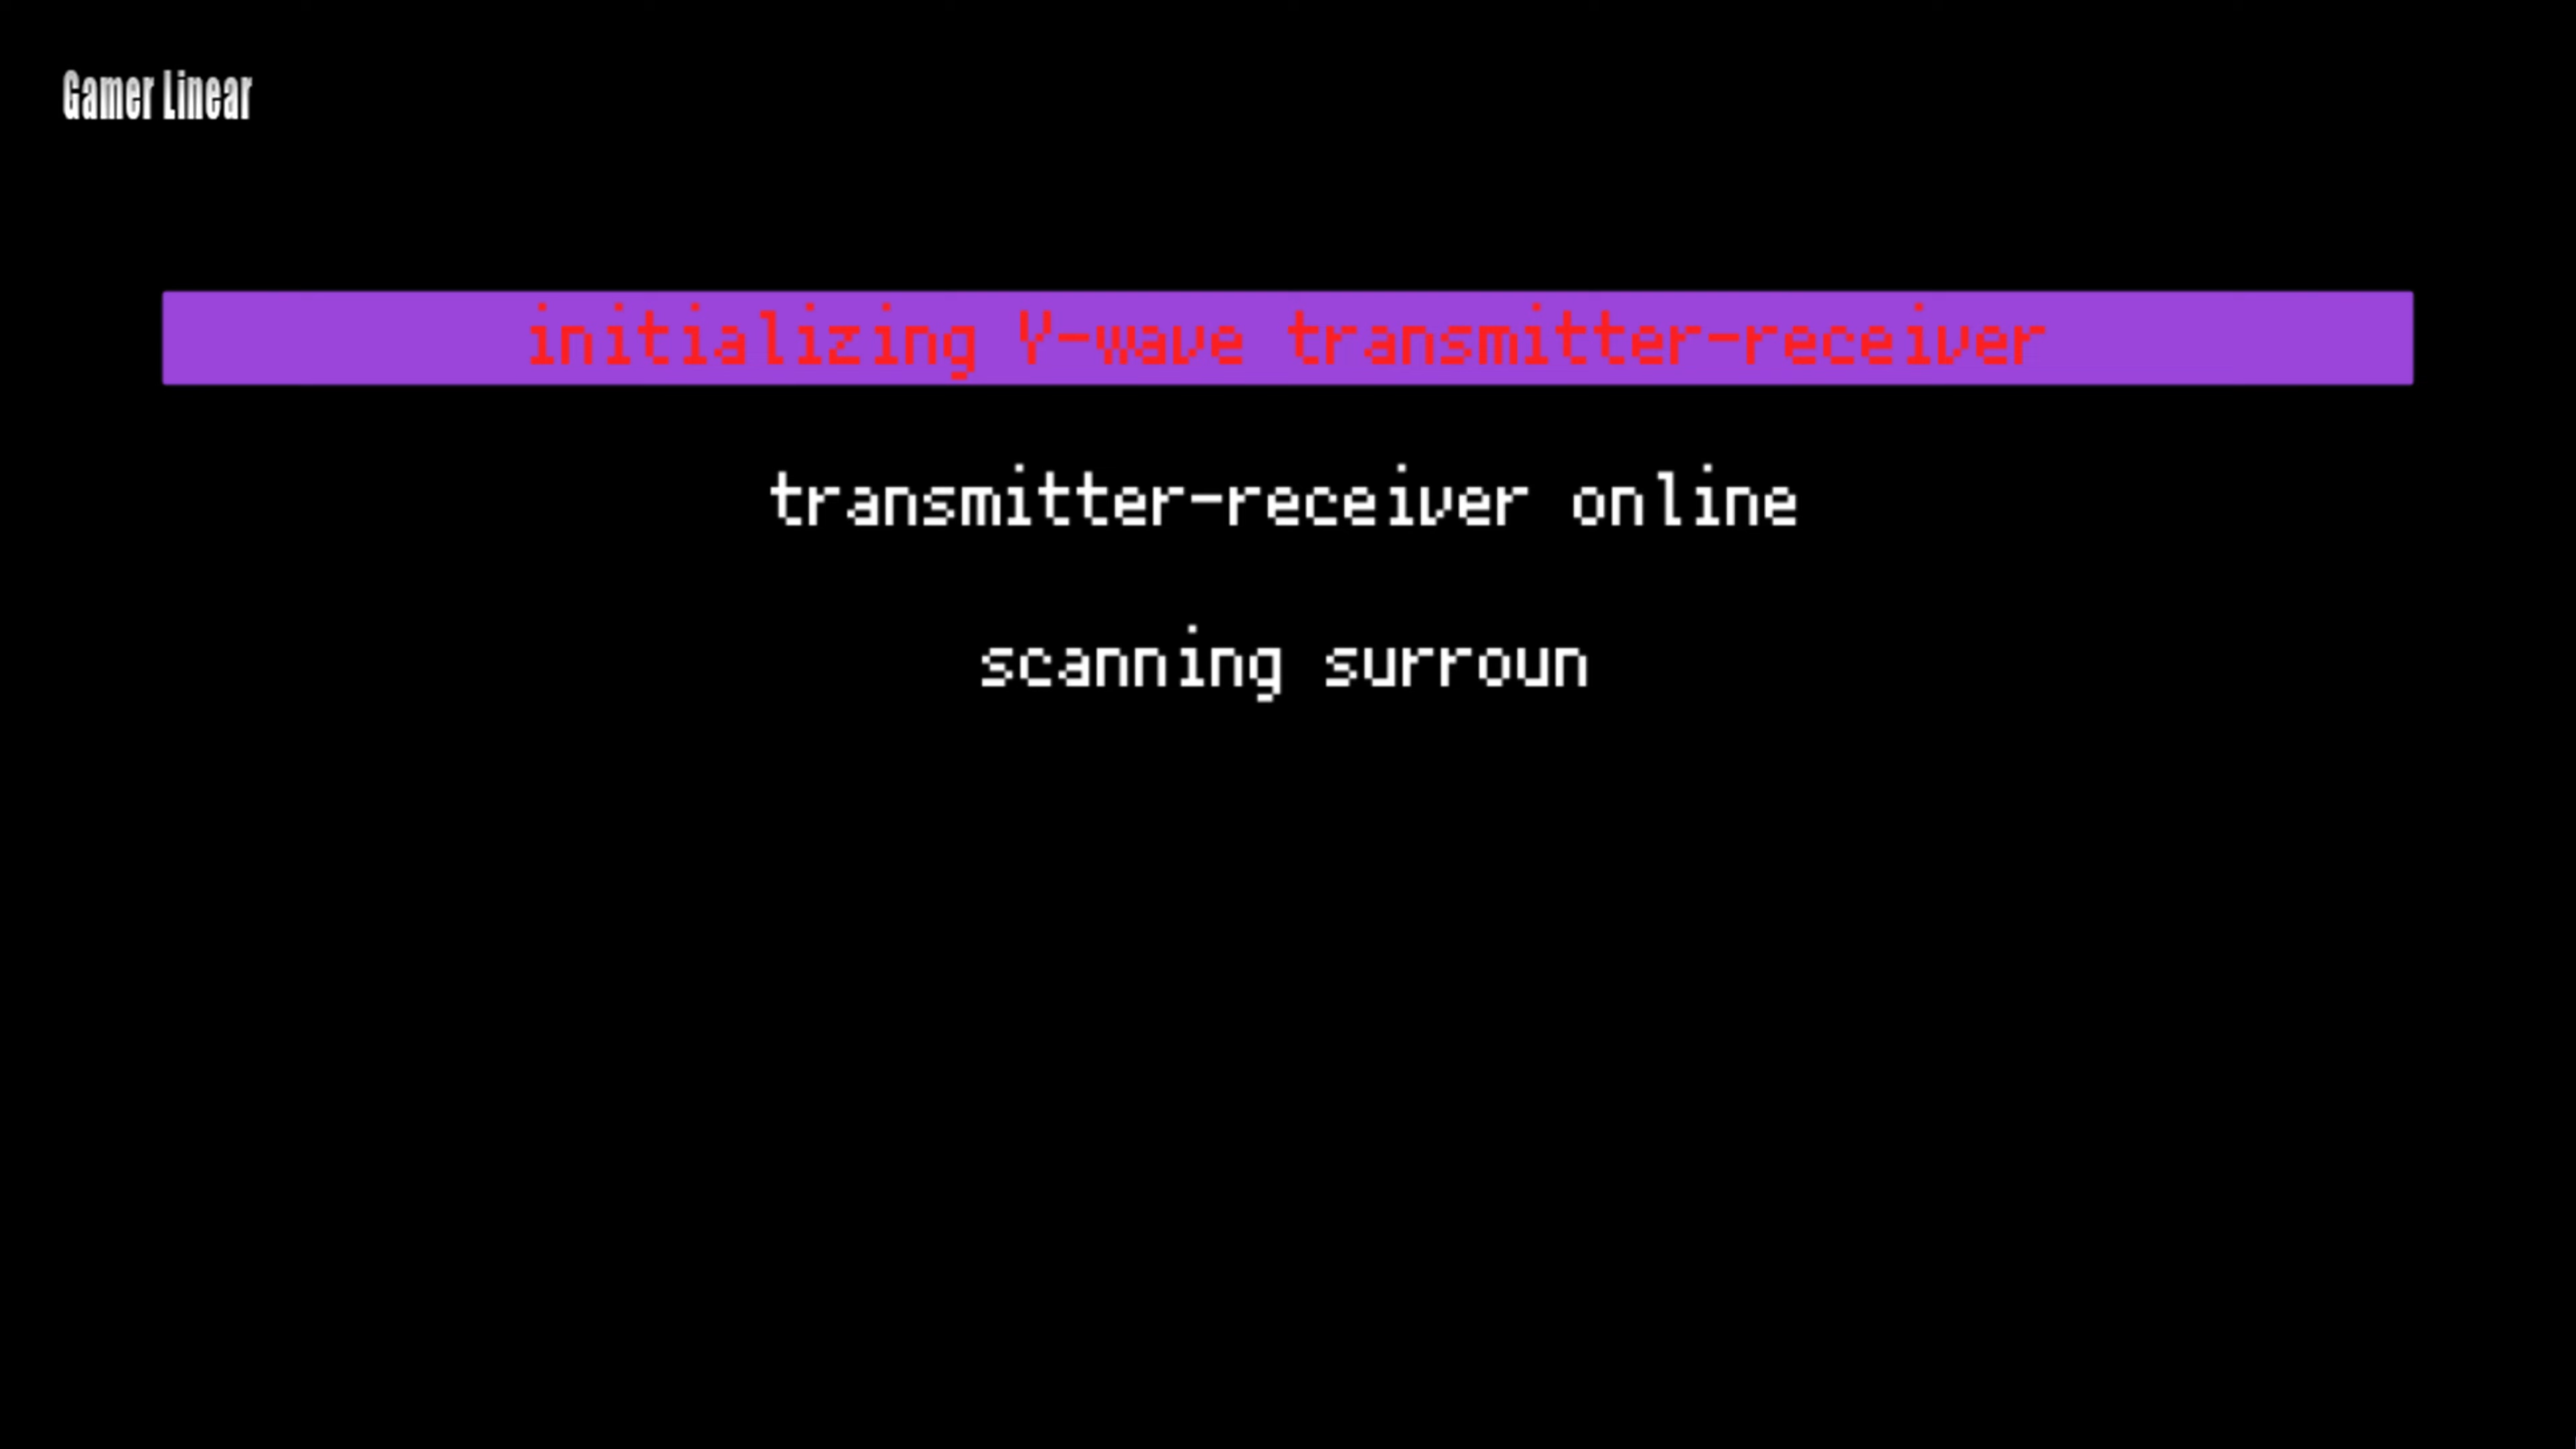 Gamer Linear
initializing Y-wave transmitter-receiver
transmitter-receiver online
scanning surroun